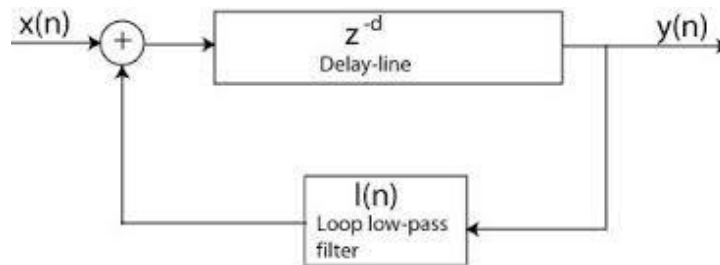 x(n)
+
z-d
Delay-line
y(n)
l(n)
Loop low-pass
filter